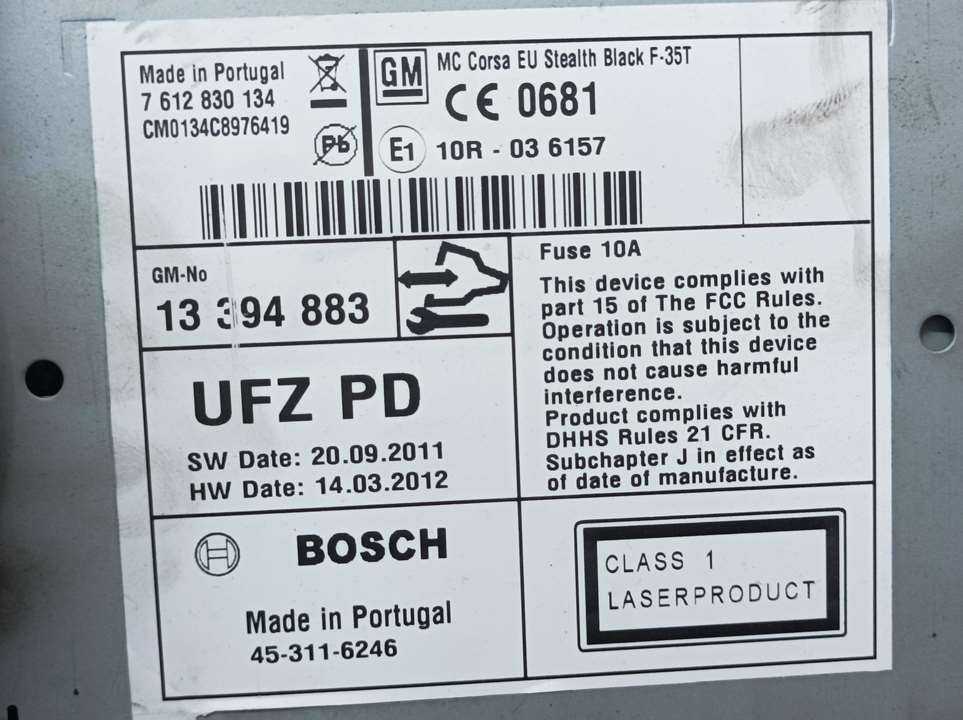 Made in Portugal
7 612 830 134
CM0134C8976419
Pb
GM
MC Corsa EU Stealth Black F-35T
CE 0681
E1 10R - 03 6157
GM-No
13 394 883
UFZ PD
SW Date: 20.09.2011
HW Date: 14.03.2012
Fuse 10A
This device complies with
part 15 of The FCC Rules.
Operation is subject to the
condition that this device
does not cause harmful
interference.
Product complies with
DHHS Rules 21 CFR.
Subchapter J in effect as
of date of manufacture.
BOSCH
Made in Portugal
45-311-6246
CLASS 1
LASERPRODUCT